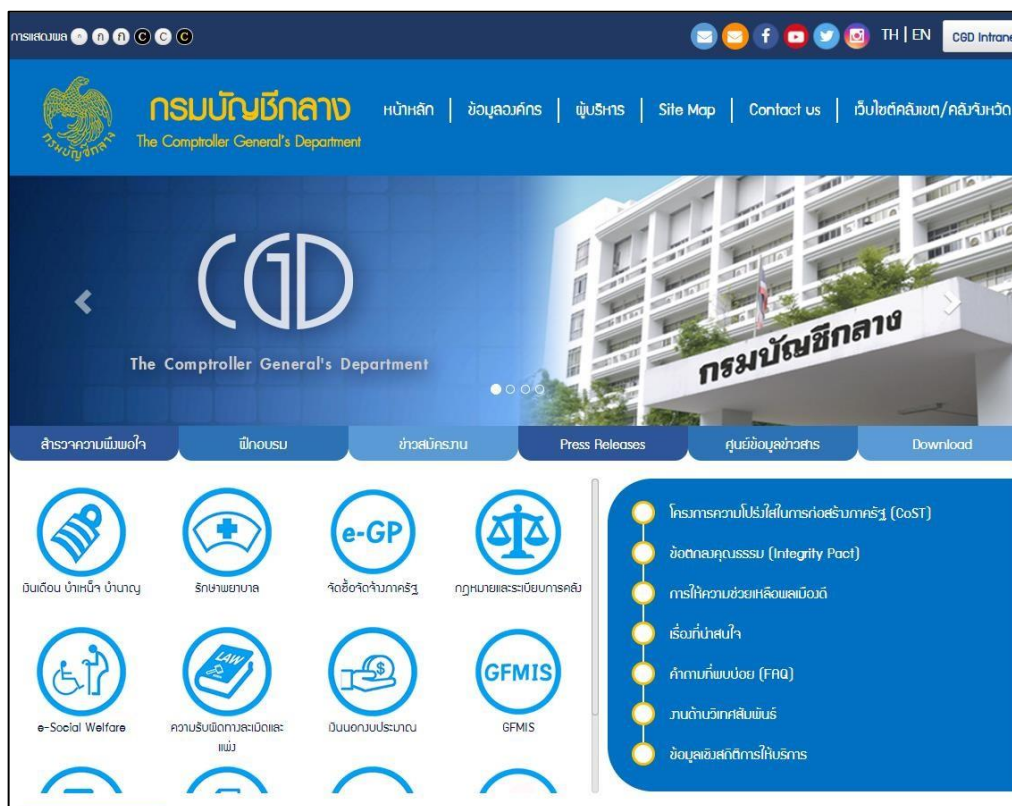 การแสดงผล ก ก ก C C C
TH | EN
CGD Intrane
กรมบัญชีกลาง
The Comptroller General's Department
กรมบัญชีกลาง
หน้าหลัก | ข้อมูลองค์กร | ผู้บริหาร | Site Map | Contact us | เว็บไซต์คลังเขต/คลังจังหวัด
CGD
The Comptroller General's Department
กรมบัญชีกลาง
สำรวจความพึงพอใจ
ฝึกอบรม
ข่าวสมัครงาน
Press Releases
ศูนย์ข้อมูลข่าวสาร
Download
e-GP
เงินเดือน บำเหน็จ บำนาญ
รักษาพยาบาล
จัดซื้อจัดจ้างภาครัฐ
กฎหมายและระเบียบการคลัง
LAW
GFMIS
e-Social Welfare
ความรับผิดทางละเมิดและ
แพ่ง
เงินนอกงบประมาณ
GFMIS
โครงการความโปร่งใสในการก่อสร้างภาครัฐ (CoST)
ข้อตกลงคุณธรรม (Integrity Pact)
การให้ความช่วยเหลือพลเมืองดี
เรื่องที่น่าสนใจ
คำถามที่พบบ่อย (FAQ)
งานด้านวิเทศสัมพันธ์
ข้อมูลเชิงสถิติการให้บริการ